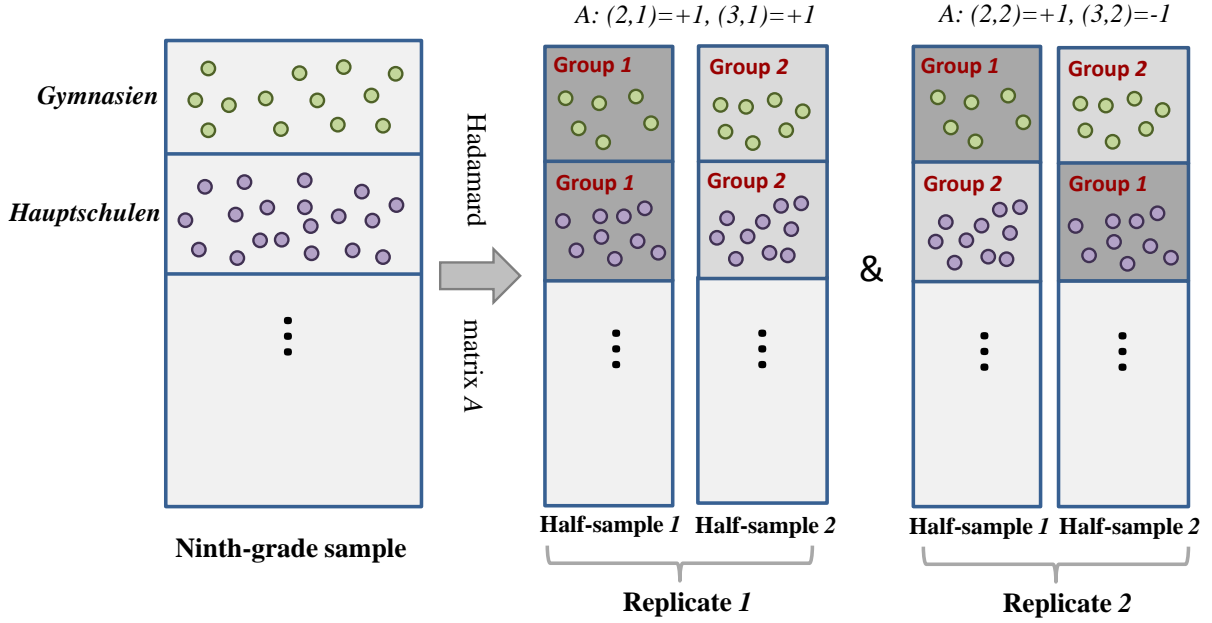 A: (2,1)=+1, (3,1)=+1
A: (2,2)=+1, (3,2)=-1
Gymnasien
Hauptschulen
Ninth-grade sample
Hadamard
matrix A
Group 1
Group 2
Group 1
Group 2
Half-sample 1
Half-sample 2
Replicate 1
&
Group 1
Group 2
Group 2
Group 1
Half-sample 1
Half-sample 2
Replicate 2